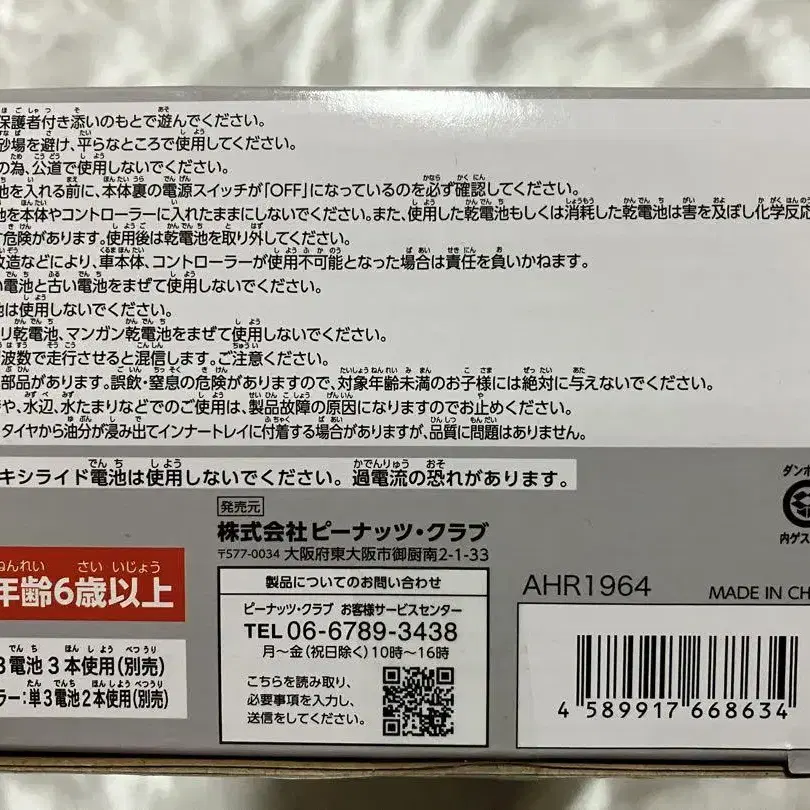 保護者付き添いのもとで遊んでください。
砂場を避け、平らなところで使用してください。
の為、公道で使用しないでください。
池を入れる前に、本体裏の電源スイッチが「OFF」になっているのを必ず確認してください。
池を本体やコントローラーに入れたままにしないでください。また、使用した乾電池もしくは消耗した乾電池は害を及ぼし化学反応
す危険があります。使用後は乾電池を取り外してください。
改造などにより、車本体、コントローラーが使用不可能となった場合は責任を負いかねます。
い電池と古い電池をまぜて使用しないでください。
池は使用しないでください。
リ乾電池、マンガン乾電池をまぜて使用しないでください。
波数で走行させると混信します。ご注意ください。
部品があります。誤飲・窒息の危険がありますので、対象年齢未満のお子様には絶対に与えないでください。
や、水辺、水たまりなどでのご使用は、製品故障の原因になりますのでお止めください。
タイヤから油分が浸み出てインナートレイに付着する場合がありますが、品質に問題はありません。
キシライド電池は使用しないでください。過電流の恐れがあります。
発売元
株式会社ピーナッツ・クラブ
〒577-0034 大阪府東大阪市御厨南2-1-33
製品についてのお問い合わせ
ピーナッツ・クラブ お客様サービスセンター
TEL 06-6789-3438
月〜金(祝日除く)10時〜16時
こちらを読み取り、
必要事項を入力し、
送信をしてください。
年齢6歳以上
3電池3本使用(別売)
ラー:単3電池2本使用(別売)
ダンボ
内ゲス
AHR1964
MADE IN CH
4 589917 668634